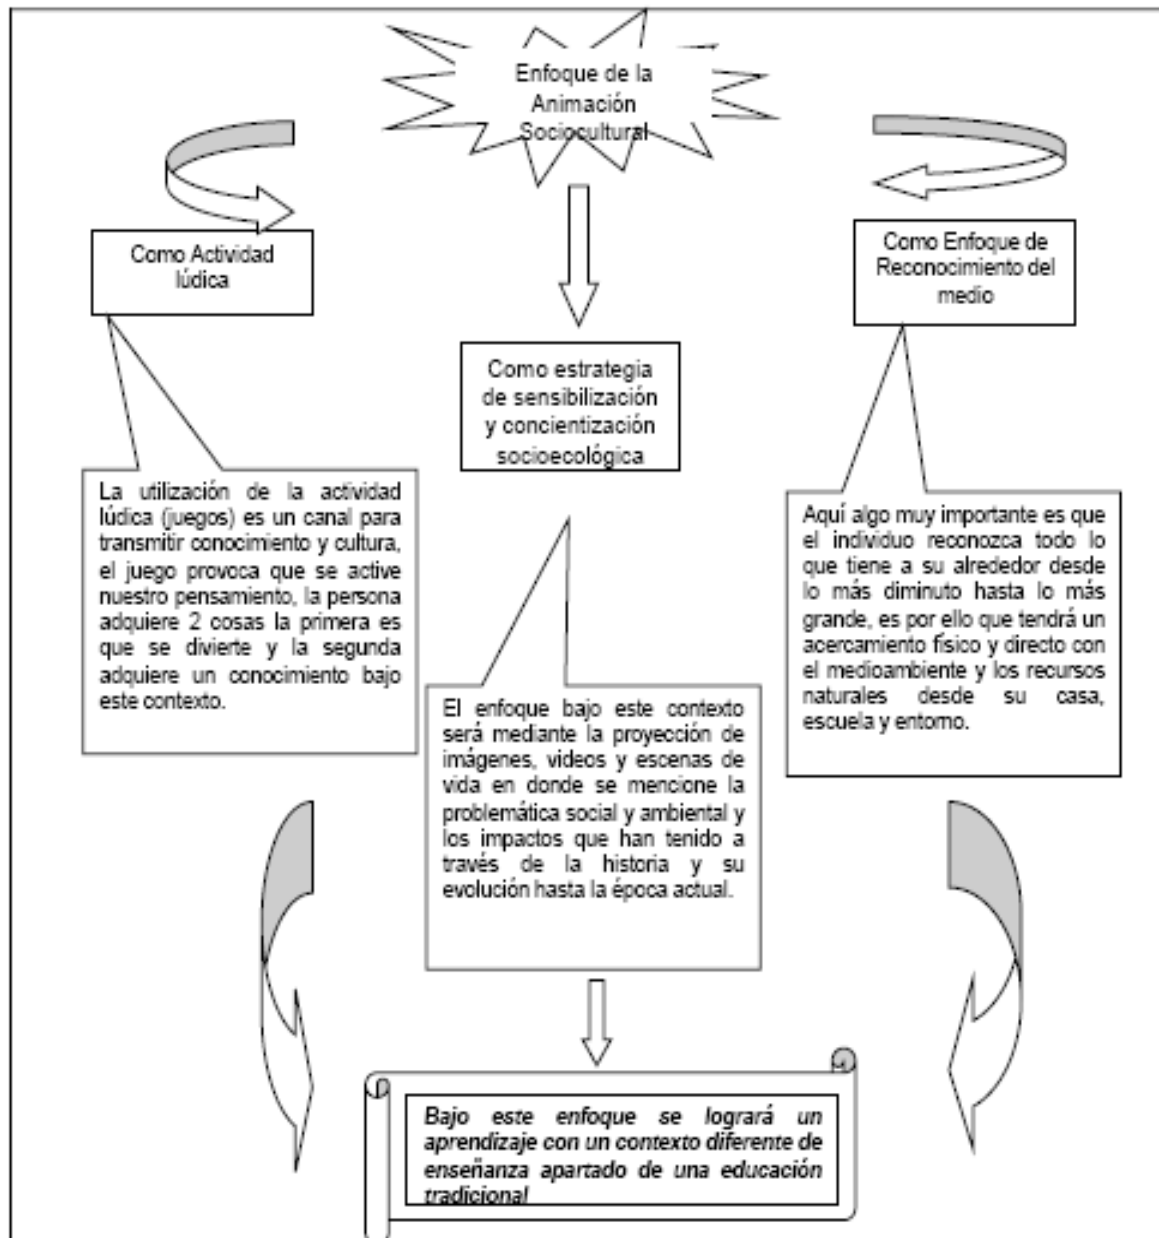 Enfoque de la
Animación
Sociocultural
Como Actividad
lúdica
Como Enfoque de
Reconocimiento del
medio
Como estrategia
de sensibilización
y concientización
socioecológica
La utilización de la actividad
lúdica (juegos) es un canal para
transmitir conocimiento y cultura,
el juego provoca que se active
nuestro pensamiento, la persona
adquiere 2 cosas la primera es
que se divierte y la segunda
adquiere un conocimiento bajo
este contexto.
Aquí algo muy importante es que
el individuo reconozca todo lo
que tiene a su alrededor desde
lo más diminuto hasta lo más
grande, es por ello que tendrá un
acercamiento físico y directo con
el medioambiente y los recursos
naturales desde su casa,
escuela y entorno.
El enfoque bajo este contexto
será mediante la proyección de
imágenes, videos y escenas de
vida en donde se mencione la
problemática social y ambiental y
los impactos que han tenido a
través de la historia y su
evolución hasta la época actual.
Bajo este enfoque se logrará un
aprendizaje con un contexto diferente de
enseñanza apartado de una educación
tradicional